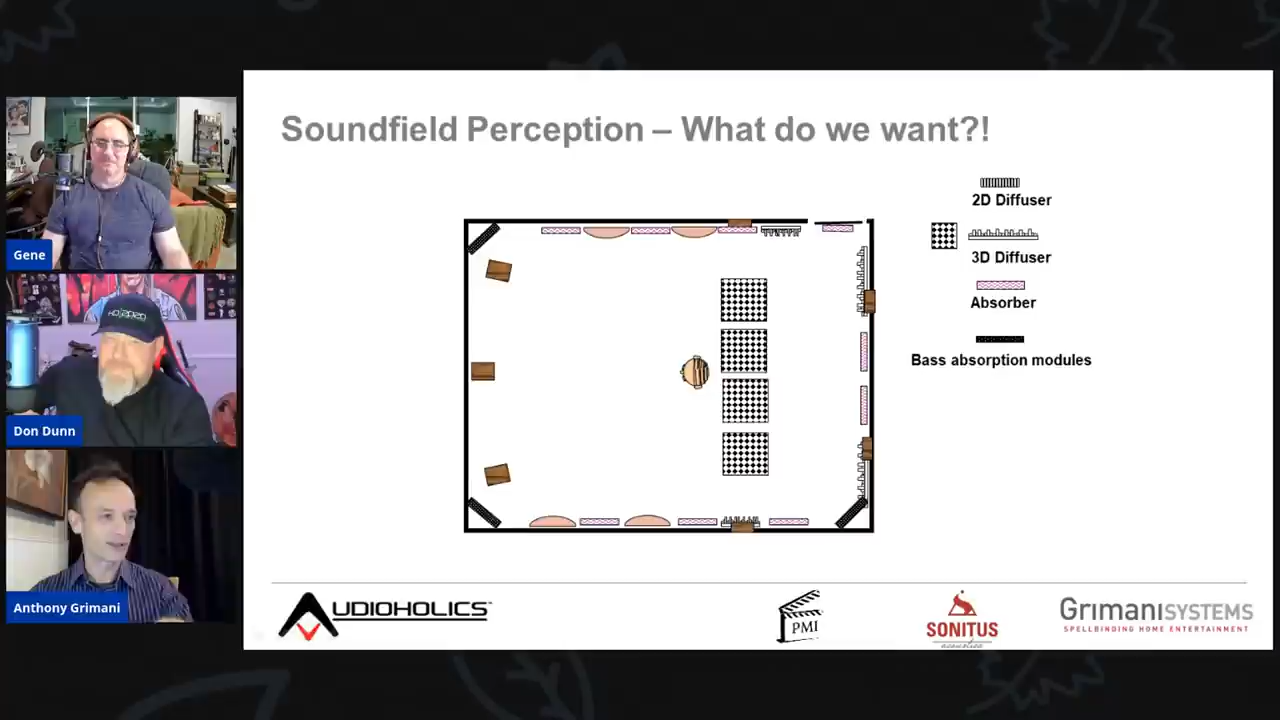 Soundfield Perception – What do we want?!
2D Diffuser
3D Diffuser
Absorber
Bass absorption modules
Gene
Don Dunn
Anthony Grimani
AUDIOHOLICS
PMI
SONITUS
acoustics
GRIMANISYSTEMS
SPELLBINDING HOME ENTERTAINMENT